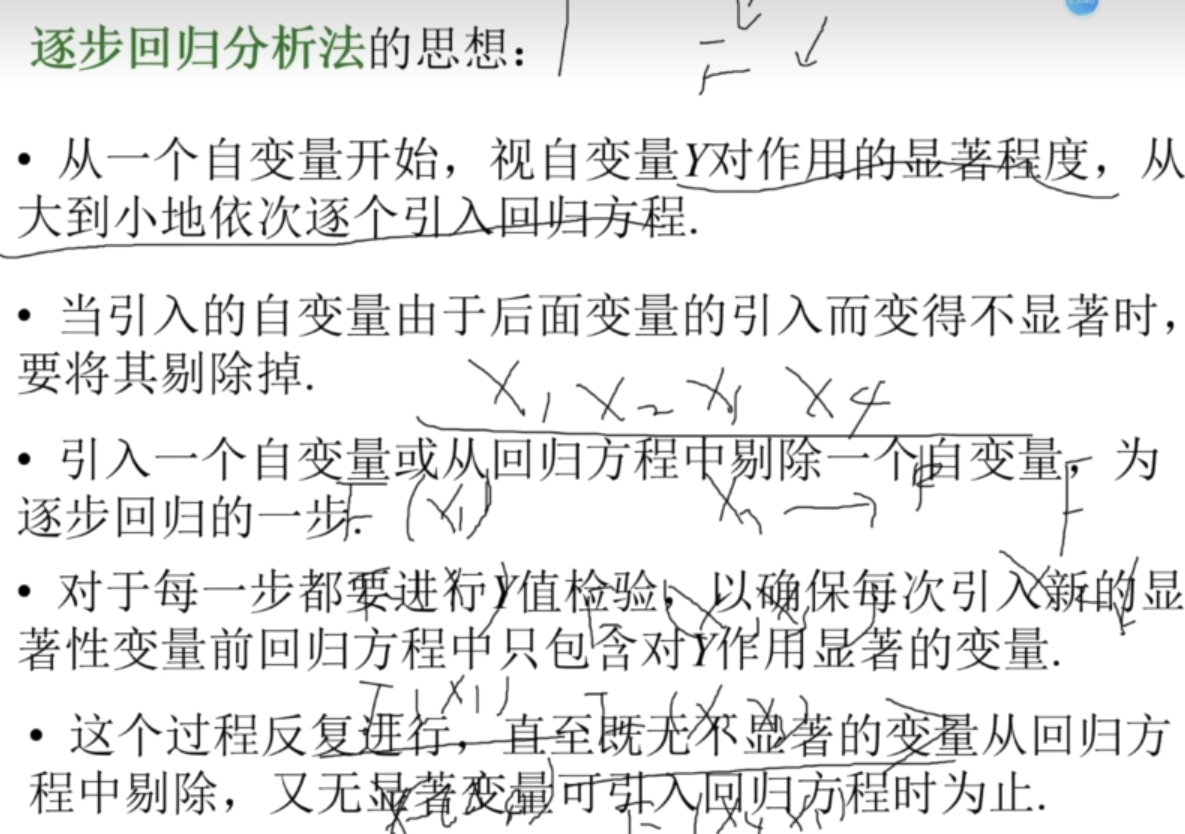 逐步回归分析法的思想：
• 从一个自变量开始，视自变量Y对作用的显著程度，从
大到小地依次逐个引入回归方程.
• 当引入的自变量由于后面变量的引入而变得不显著时，
要将其剔除掉.
X1 X2 X3 X4
• 引入一个自变量或从回归方程中剔除一个自变量，为
逐步回归的一步.
(X1)
• 对于每一步都要进行Y值检验，以确保每次引入新的显
著性变量前回归方程中只包含对Y作用显著的变量.
• 这个过程反复进行，直至既无不显著的变量从回归方
程中剔除，又无显著变量可引入回归方程时为止.